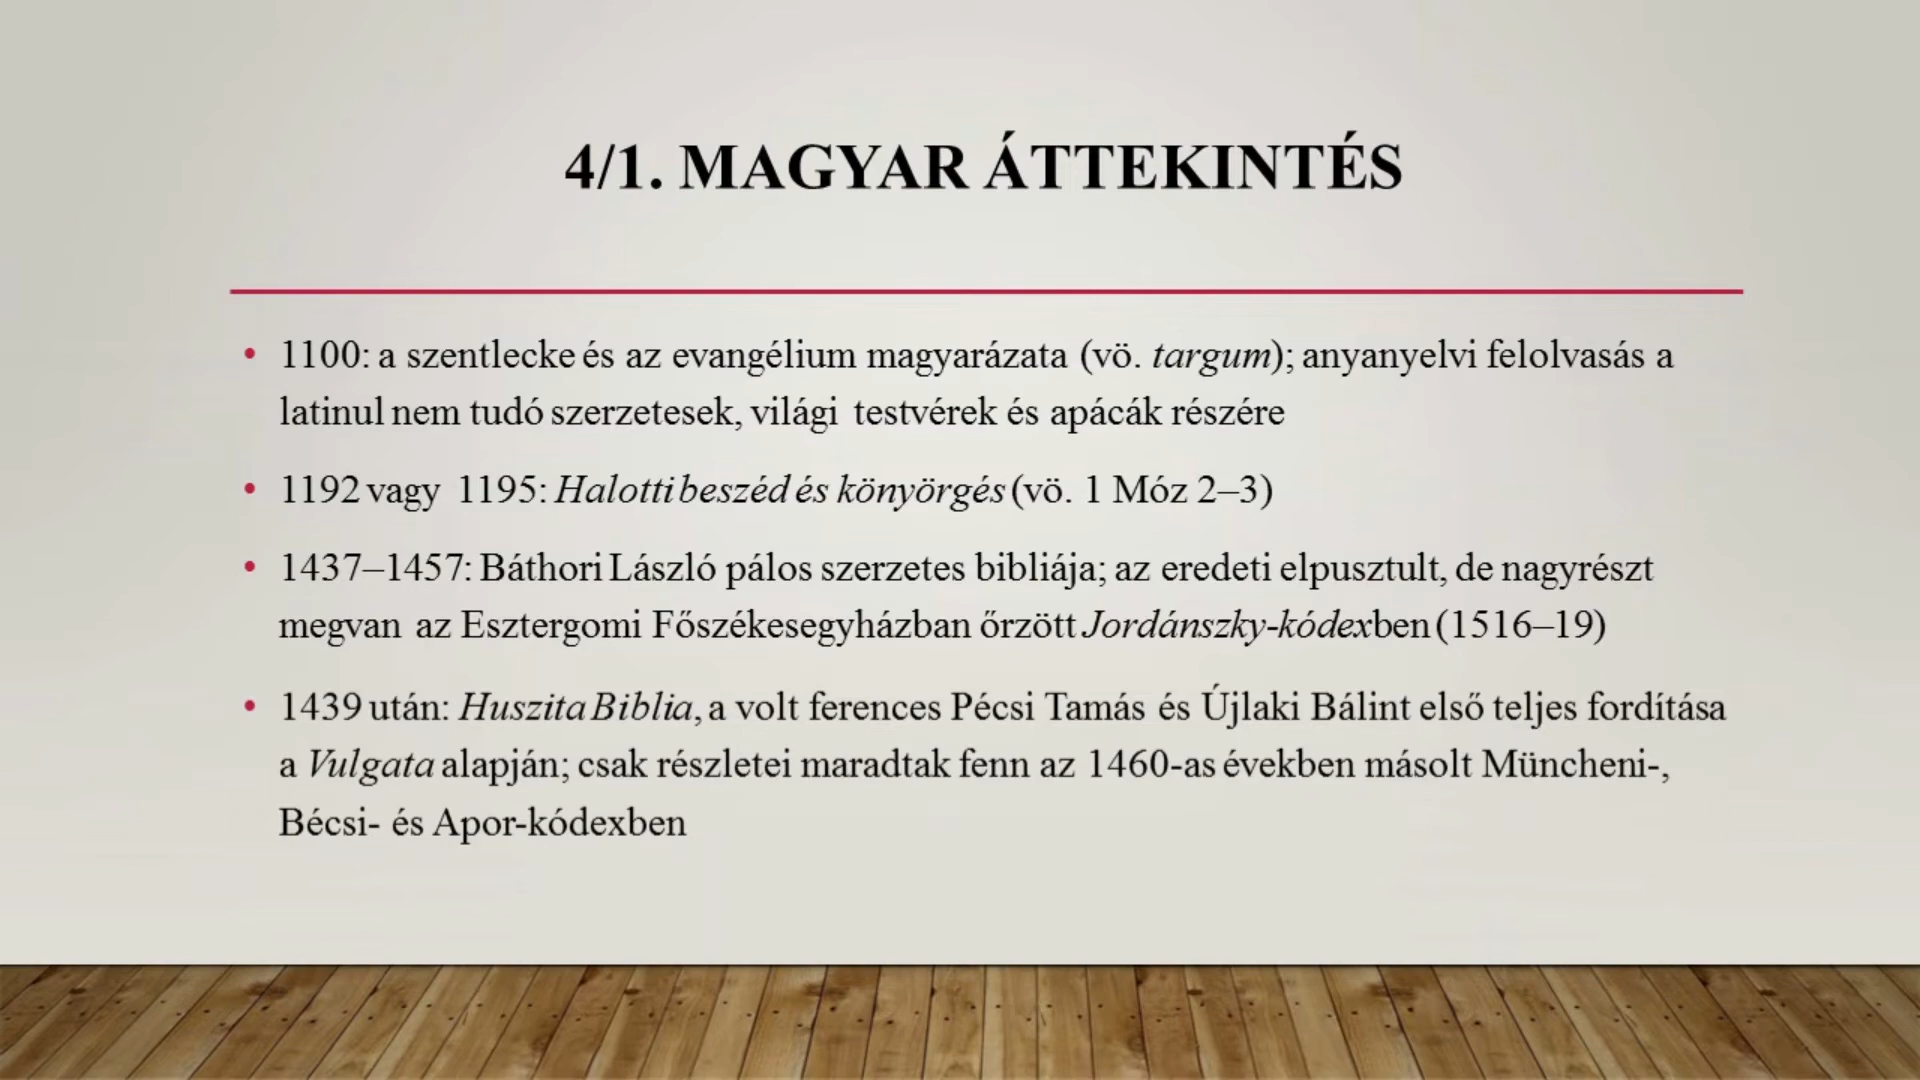 4/1. MAGYAR ÁTTEKINTÉS
• 1100: a szentlecke és az evangélium magyarázata (vö. targum); anyanyelvi felolvasás a
latinul nem tudó szerzetesek, világi testvérek és apácák részére
• 1192 vagy 1195: Halotti beszéd és könyörgés (vö. 1 Móz 2–3)
• 1437–1457: Báthori László pálos szerzetes bibliája; az eredeti elpusztult, de nagyrészt
megvan az Esztergomi Főszékesegyházban őrzött Jordánszky-kódexben (1516–19)
• 1439 után: Huszita Biblia, a volt ferences Pécsi Tamás és Újlaki Bálint első teljes fordítása
a Vulgata alapján; csak részletei maradtak fenn az 1460-as években másolt Müncheni-,
Bécsi- és Apor-kódexben